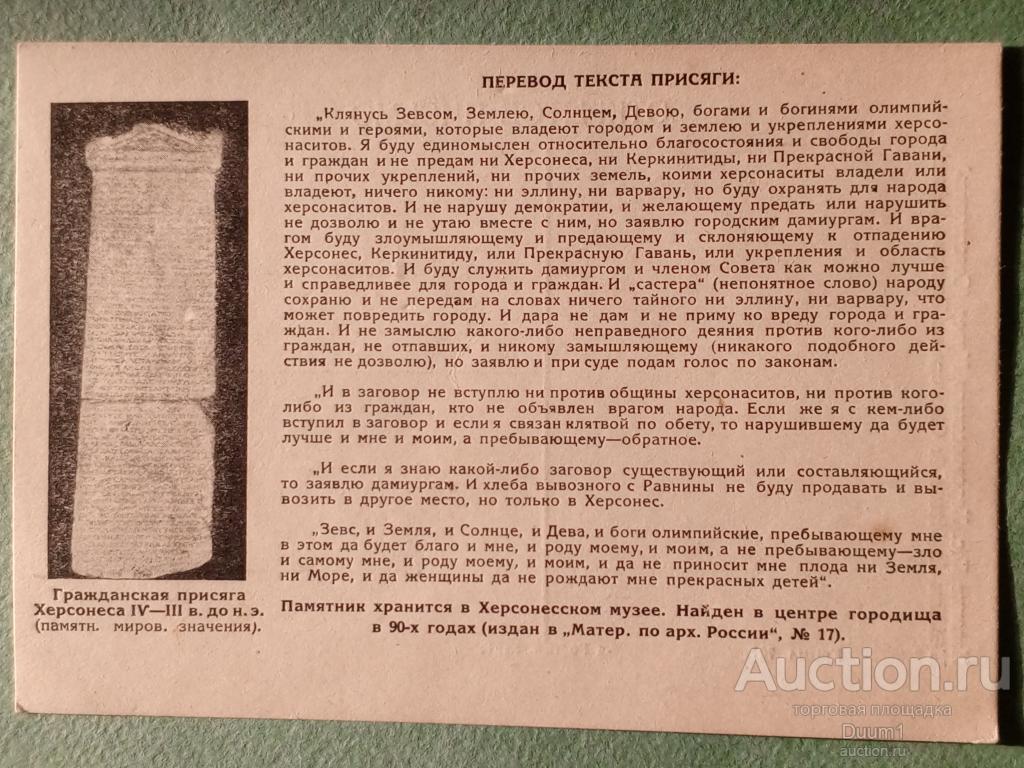 ПЕРЕВОД ТЕКСТА ПРИСЯГИ:
„Клянусь Зевсом, Землею, Солнцем, Девою, богами и богинями олимпий-
скими и героями, которые владеют городом и землею и укреплениями херсо-
наситов. Я буду единомыслен относительно благосостояния и свободы города
и граждан и не предам ни Херсонеса, ни Керкинитиды, ни Прекрасной Гавани,
ни прочих укреплений, ни прочих земель, коими херсонаситы владели или
владеют, ничего никому: ни эллину, ни варвару, но буду охранять для народа
херсонаситов. И не нарушу демократии, и желающему предать или нарушить
не дозволю и не утаю вместе с ним, но заявлю городским дамиургам. И вра-
гом буду злоумышляющему и предающему и склоняющему к отпадению
Херсонес, Керкинитиду, или Прекрасную Гавань, или укрепления и область
херсонаситов. И буду служить дамиургом и членом Совета как можно лучше
и справедливее для города и граждан. И „састера“ (непонятное слово) народу
сохраню и не передам на словах ничего тайного ни эллину, ни варвару, что
может повредить городу. И дара не дам и не приму ко вреду города и гра-
ждан. И не замыслю какого-либо неправедного деяния против кого-либо из
граждан, не отпавших, и никому замышляющему (никакого подобного дей-
ствия не дозволю), но заявлю и при суде подам голос по законам.
„И в заговор не вступлю ни против общины херсонаситов, ни против кого-
либо из граждан, кто не объявлен врагом народа. Если же я с кем-либо
вступил в заговор и если я связан клятвой по обету, то нарушившему да будет
лучше и мне и моим, а пребывающему—обратное.
„И если я знаю какой-либо заговор существующий или составляющийся,
то заявлю дамиургам. И хлеба вывозного с Равнины не буду продавать и вы-
возить в другое место, но только в Херсонес.
„Зевс, и Земля, и Солнце, и Дева, и боги олимпийские, пребывающему мне
в этом да будет благо и мне, и роду моему, и моим, а не пребывающему—зло
и самому мне, и роду моему, и моим, и да не приносит мне плода ни Земля,
ни Море, и да женщины да не рождают мне прекрасных детей“.
Памятник хранится в Херсонесском музее. Найден в центре городища
в 90-х годах (издан в „Матер. по арх. России“, № 17).
Гражданская присяга
Херсонеса IV—III в. до н. э.
(памятн. миров. значения).
Auction.ru
торговая площадка
Duum1
auction.ru